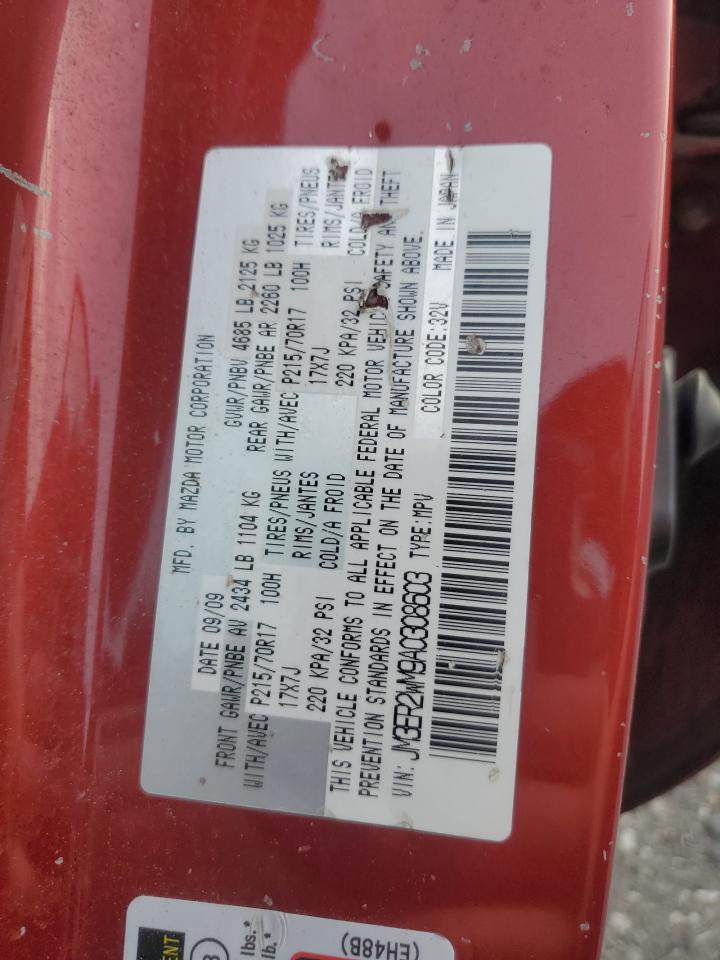 MFD. BY MAZDA MOTOR CORPORATION
DATE 09/09 GVWR/PNBV 4685 LB 2125 KG
FRONT GAWR/PNBE AV 2434 LB 1104 KG REAR GAWR/PNBE AR 2260 LB 1025 KG
WITH/AVEC P215/70R17 100H TIRES/PNEUS WITH/AVEC P215/70R17 100H TIRES/PNEUS
17X7J RIMS/JANTES 17X7J RIMS/JANTES
220 KPA/32 PSI COLD/A FROID 220 KPA/32 PSI COLD/A FROID
THIS VEHICLE CONFORMS TO ALL APPLICABLE FEDERAL MOTOR VEHICLE SAFETY AND THEFT
PREVENTION STANDARDS IN EFFECT ON THE DATE OF MANUFACTURE SHOWN ABOVE.
VIN: JM3ER2WM9A0308603 TYPE:MPV COLOR CODE:32V MADE IN JAPAN
lbs.*
lb.*
(EH48B)